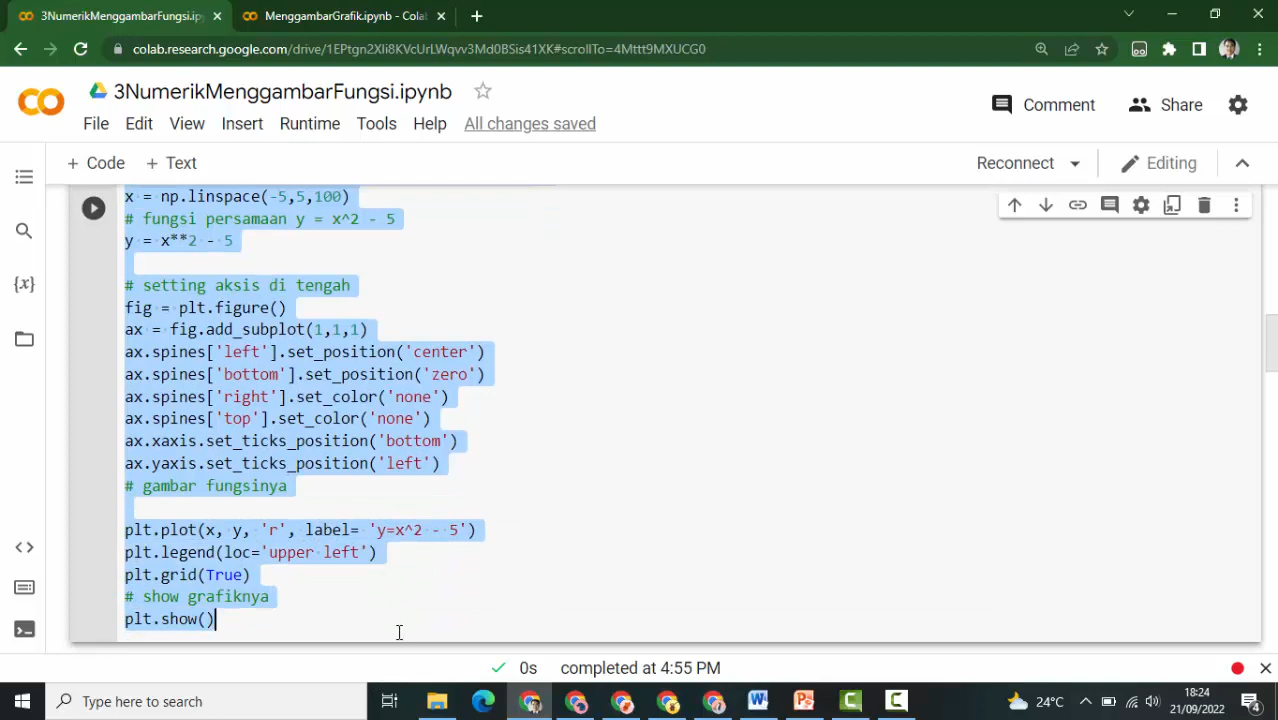 3NumerikMenggambarFungsi.ipynb
MenggambarGrafik.ipynb - Colab
colab.research.google.com/drive/1EPtgn2Xli8KVcUrLWqvv3Md0BSis41XK#scrollTo=4Mttt9MXUCG0
3NumerikMenggambarFungsi.ipynb
Comment
Share
File Edit View Insert Runtime Tools Help All changes saved
+ Code + Text
Reconnect
Editing
x = np.linspace(-5,5,100)
# fungsi persamaan y = x^2 - 5
y = x**2 - 5
# setting aksis di tengah
fig = plt.figure()
ax = fig.add_subplot(1,1,1)
ax.spines['left'].set_position('center')
ax.spines['bottom'].set_position('zero')
ax.spines['right'].set_color('none')
ax.spines['top'].set_color('none')
ax.xaxis.set_ticks_position('bottom')
ax.yaxis.set_ticks_position('left')
# gambar fungsinya
plt.plot(x, y, 'r', label= 'y=x^2 - 5')
plt.legend(loc='upper left')
plt.grid(True)
# show grafiknya
plt.show()
0s completed at 4:55 PM
Type here to search
24°C
18:24
21/09/2022
4